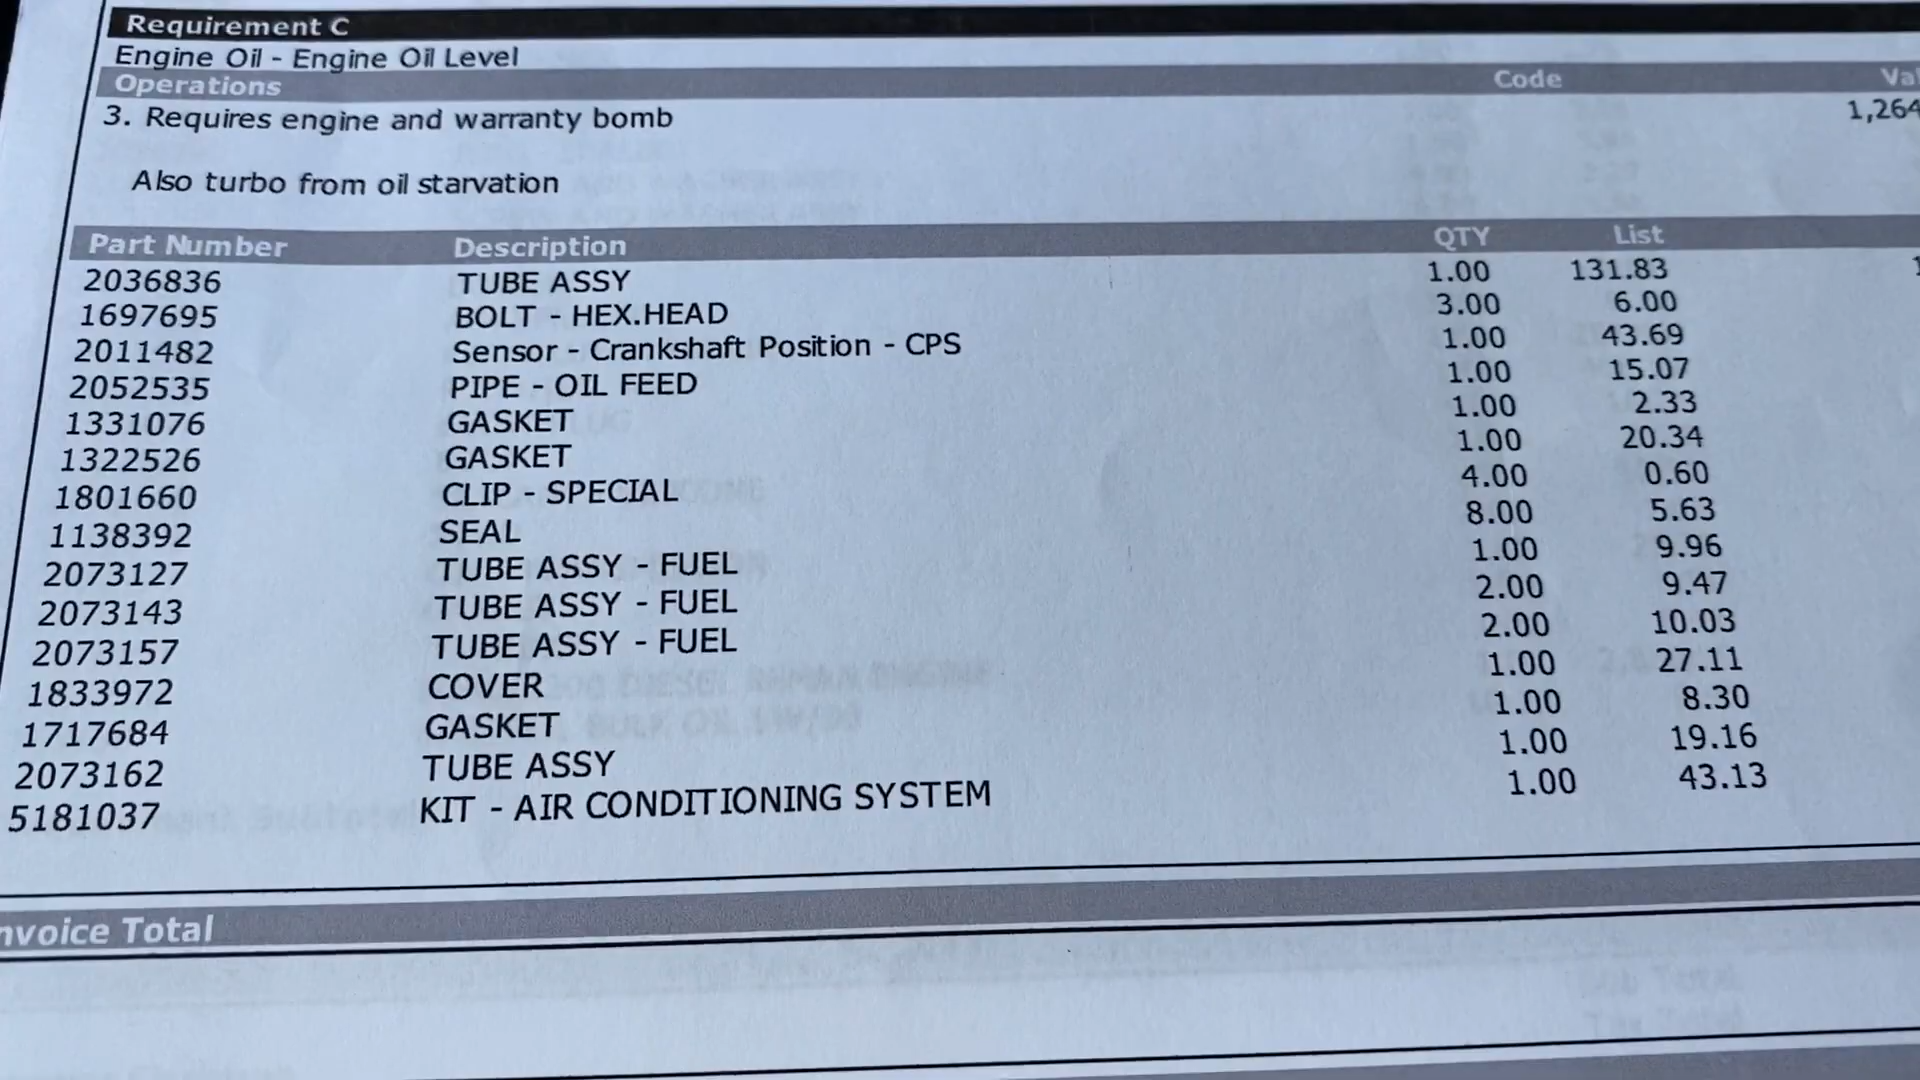 Requirement C
Engine Oil - Engine Oil Level
Operations Code
3. Requires engine and warranty bomb 1,264
Also turbo from oil starvation
Part Number Description QTY List
2036836 TUBE ASSY 1.00 131.83
1697695 BOLT - HEX.HEAD 3.00 6.00
2011482 Sensor - Crankshaft Position - CPS 1.00 43.69
2052535 PIPE - OIL FEED 1.00 15.07
1331076 GASKET 1.00 2.33
1322526 GASKET 1.00 20.34
1801660 CLIP - SPECIAL 4.00 0.60
1138392 SEAL 8.00 5.63
2073127 TUBE ASSY - FUEL 1.00 9.96
2073143 TUBE ASSY - FUEL 2.00 9.47
2073157 TUBE ASSY - FUEL 2.00 10.03
1833972 COVER 1.00 27.11
1717684 GASKET 1.00 8.30
2073162 TUBE ASSY 1.00 19.16
5181037 KIT - AIR CONDITIONING SYSTEM 1.00 43.13
nvoice Total